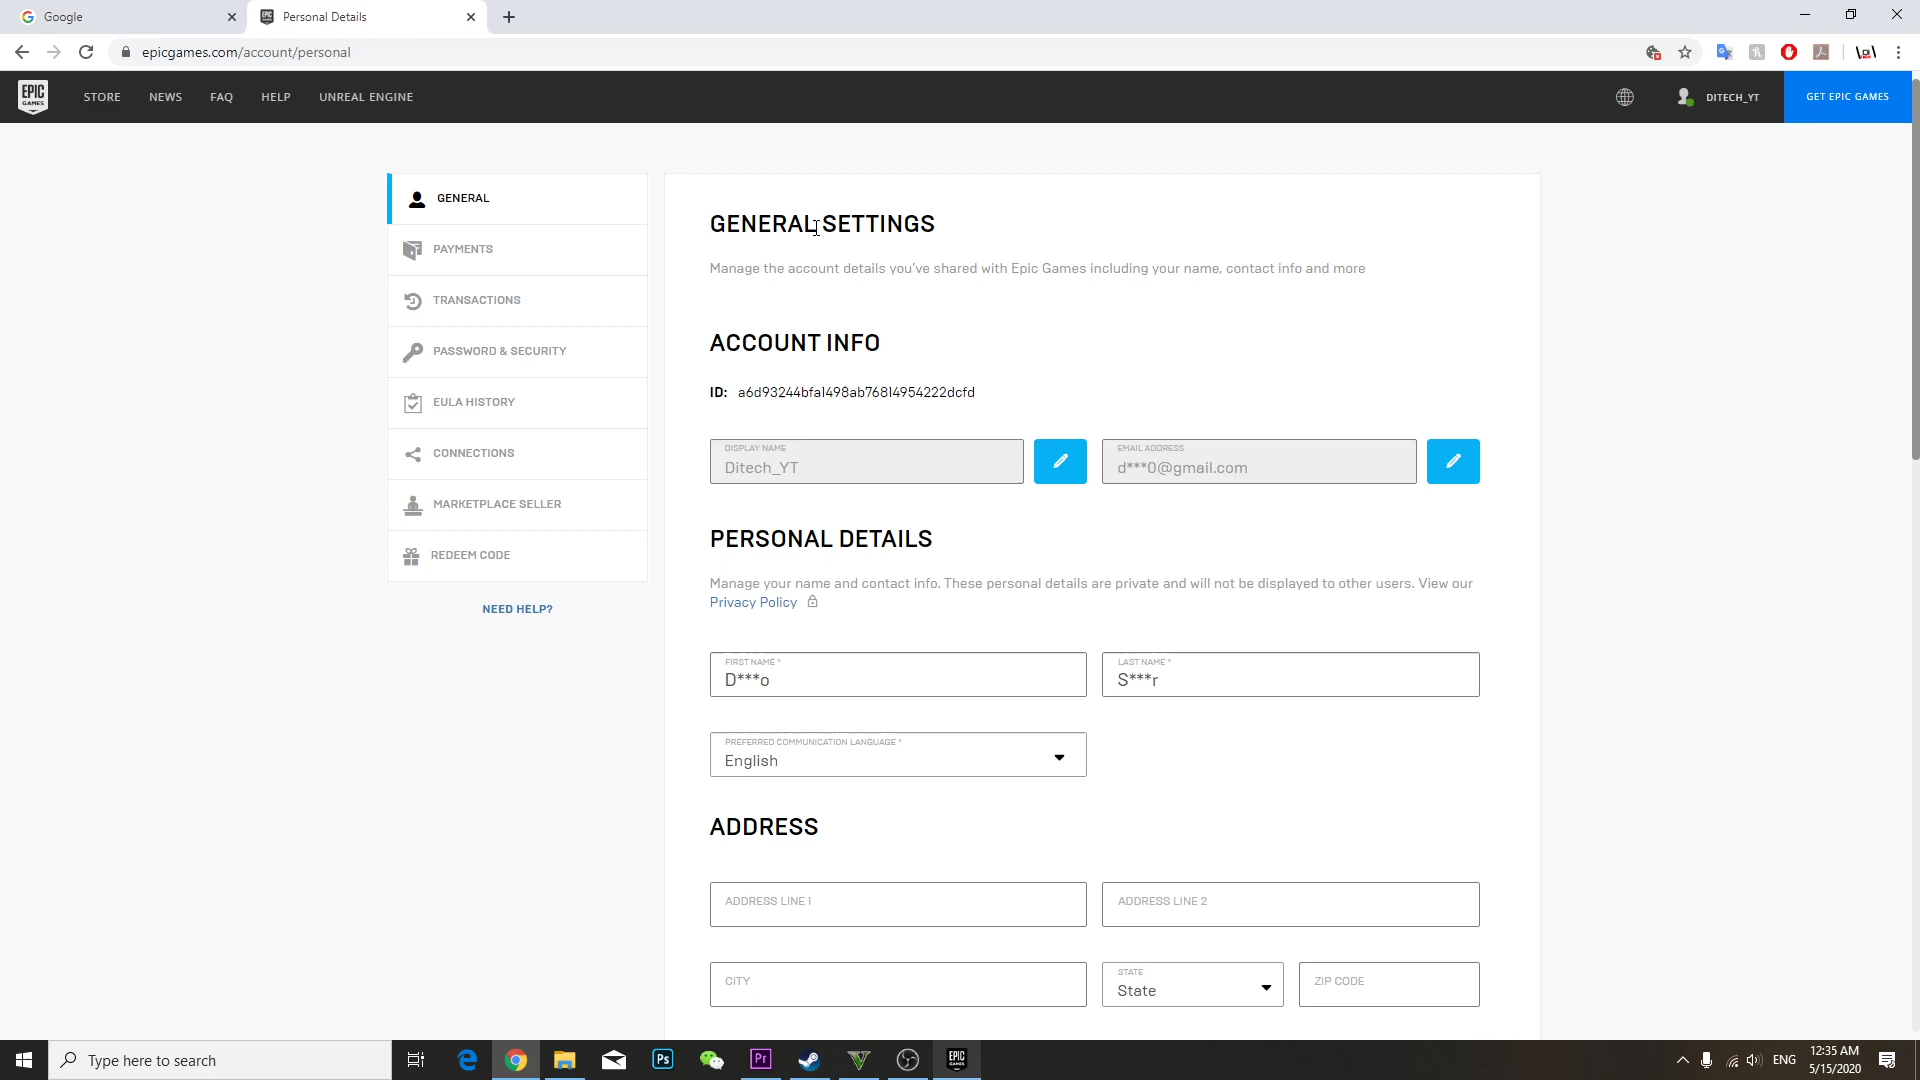 Google
Personal Details
epicgames.com/account/personal
EPIC GAMES
STORE
NEWS
FAQ
HELP
UNREAL ENGINE
DITECH_YT
GET EPIC GAMES
GENERAL
PAYMENTS
TRANSACTIONS
PASSWORD & SECURITY
EULA HISTORY
CONNECTIONS
MARKETPLACE SELLER
REDEEM CODE
NEED HELP?
GENERAL SETTINGS
Manage the account details you've shared with Epic Games including your name, contact info and more
ACCOUNT INFO
ID: a6d93244bfa1498ab76814954222dcfd
DISPLAY NAME
Ditech_YT
EMAIL ADDRESS
d***0@gmail.com
PERSONAL DETAILS
Manage your name and contact info. These personal details are private and will not be displayed to other users. View our
Privacy Policy
FIRST NAME *
D***o
LAST NAME *
S***r
PREFERRED COMMUNICATION LANGUAGE *
English
ADDRESS
ADDRESS LINE 1
ADDRESS LINE 2
CITY
STATE
State
ZIP CODE
Type here to search
Ps
Pr
EPIC GAMES
ENG
12:35 AM
5/15/2020